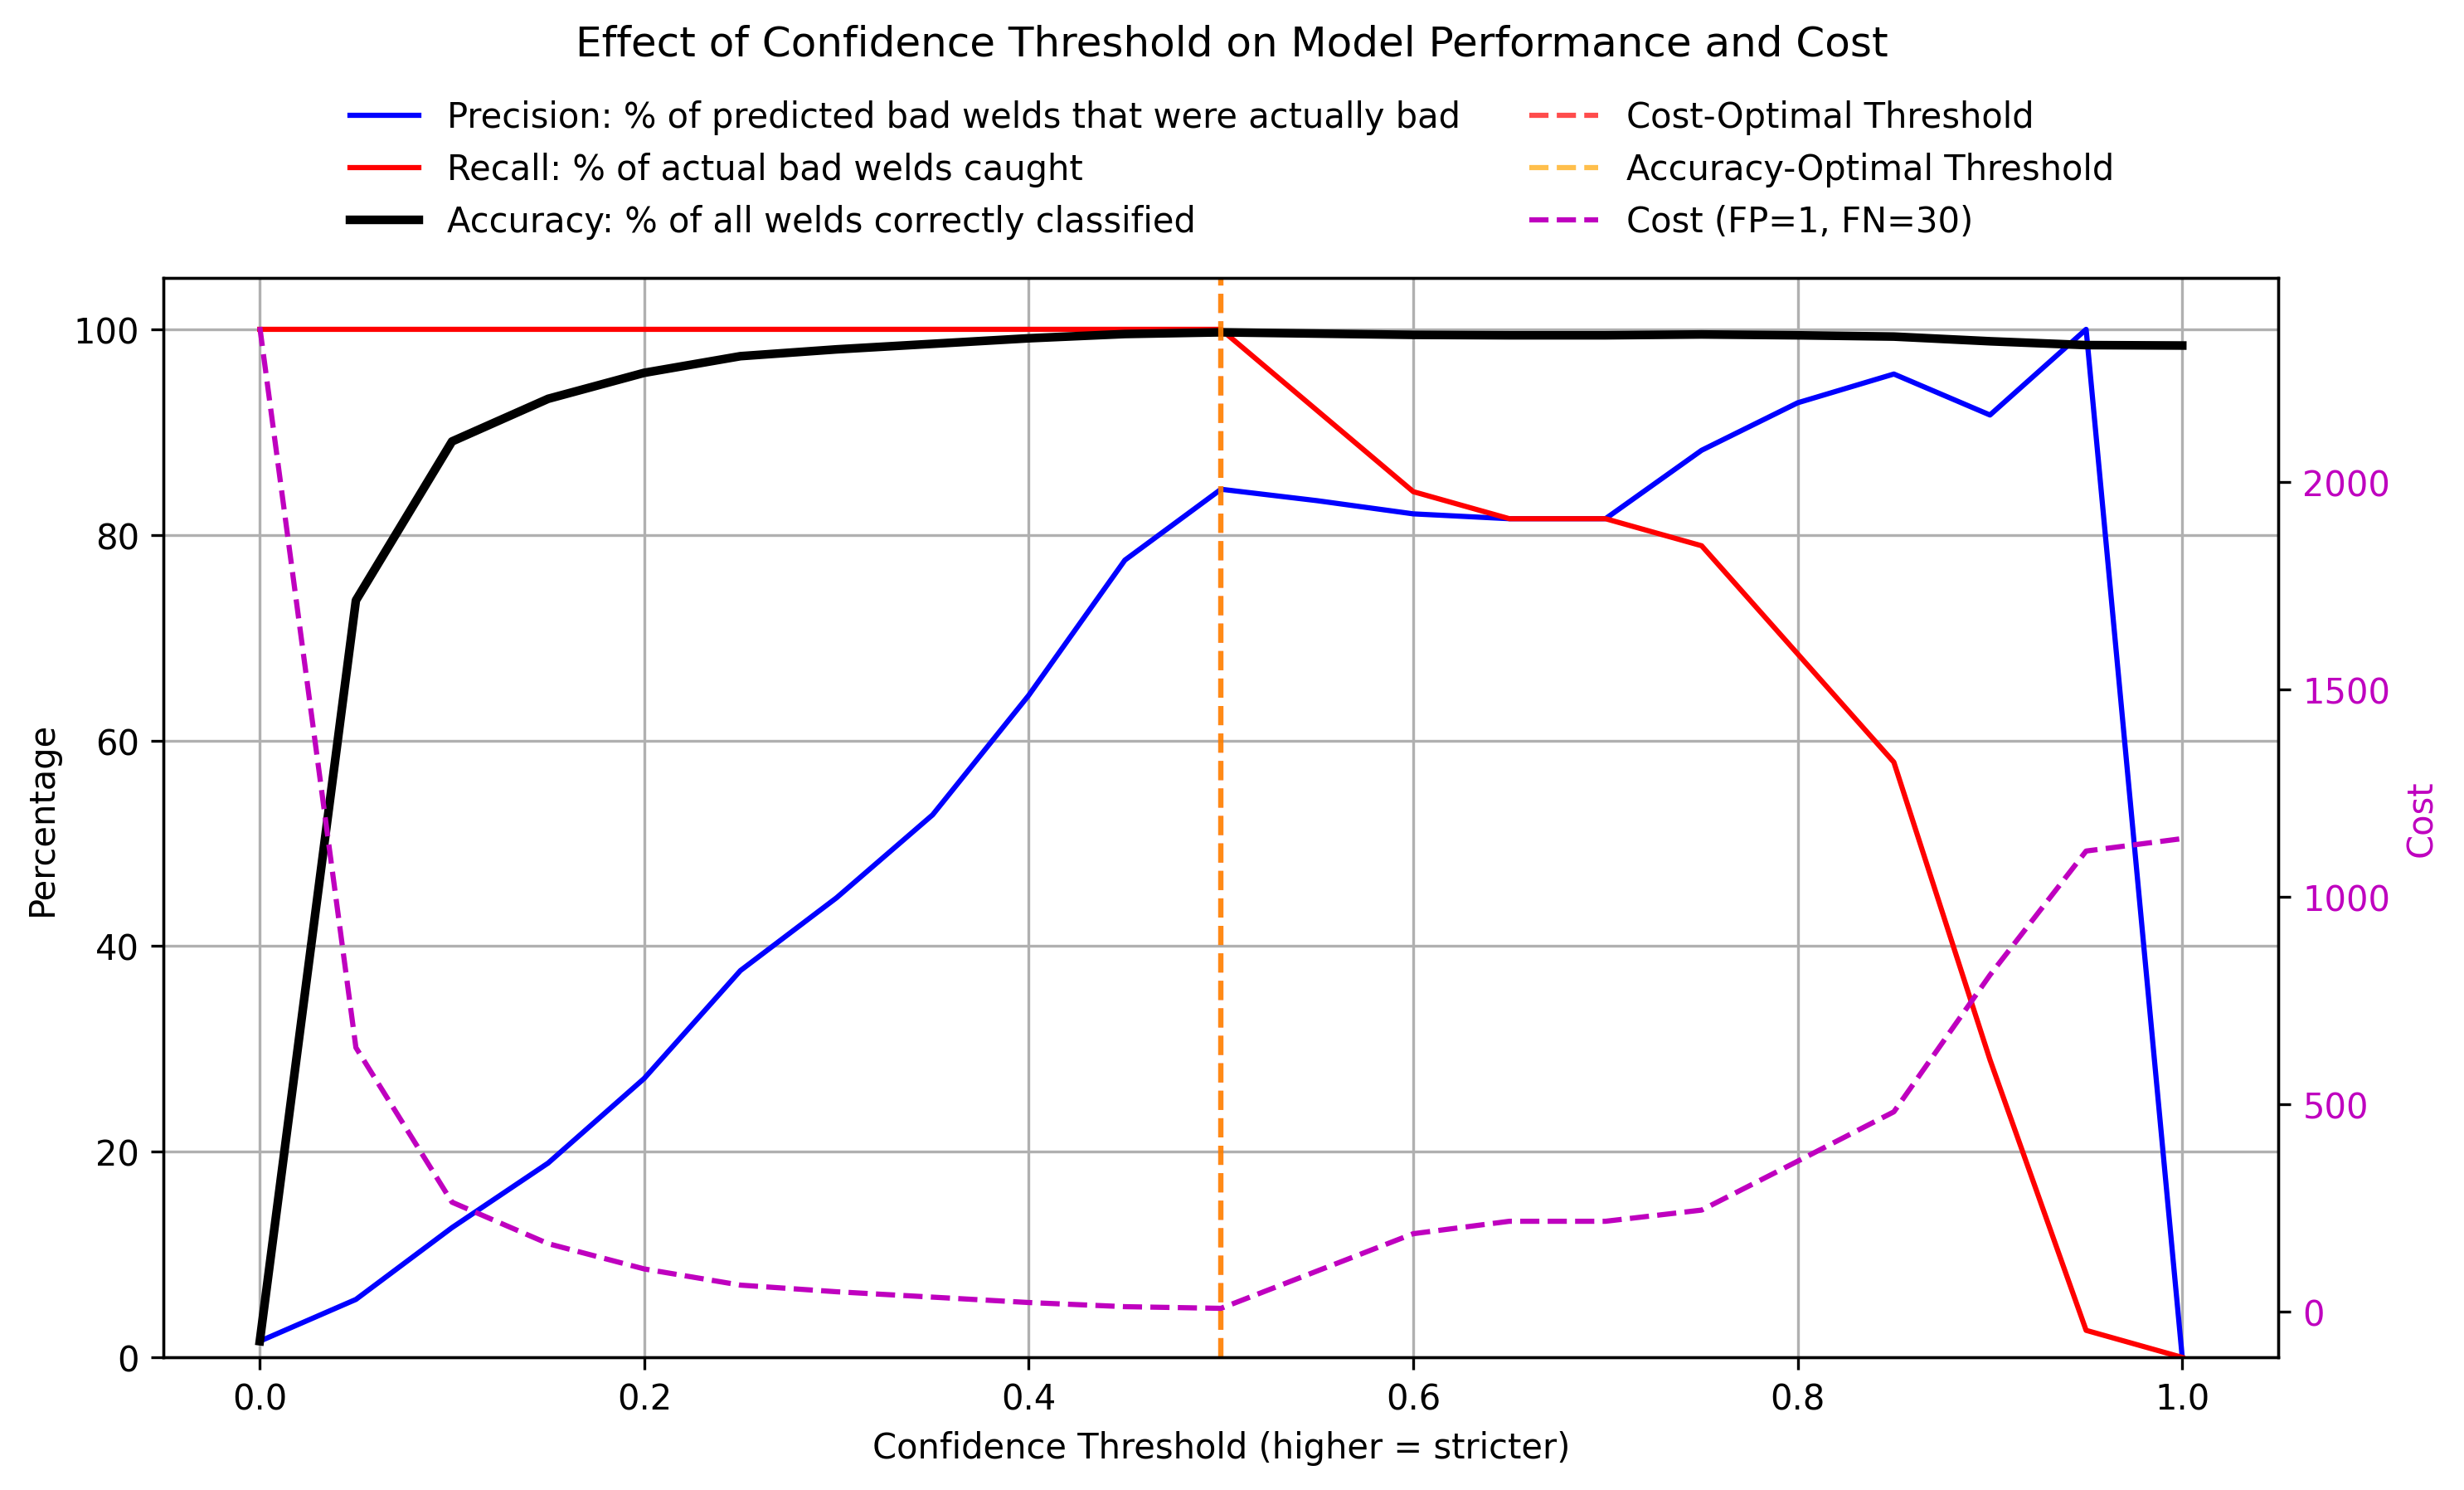 Effect of Confidence Threshold on Model Performance and Cost
Precision: % of predicted bad welds that were actually bad
Recall: % of actual bad welds caught
Accuracy: % of all welds correctly classified
Cost-Optimal Threshold
Accuracy-Optimal Threshold
Cost (FP=1, FN=30)
Percentage
100
80
60
40
20
0
2000
1500
1000
500
0
Cost
0.0
0.2
0.4
0.6
0.8
1.0
Confidence Threshold (higher = stricter)